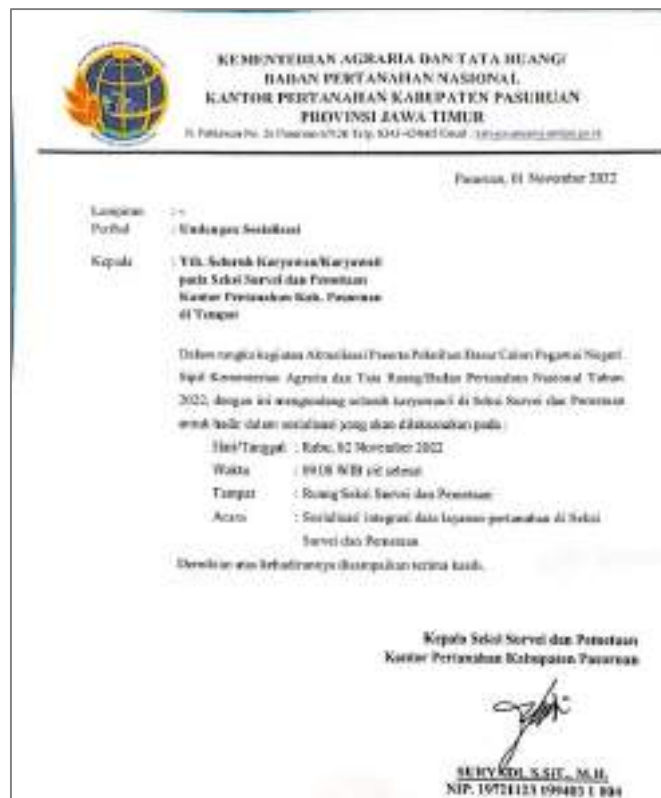 KEMENTERIAN AGRARIA DAN TATA RUANG/
BADAN PERTANAHAN NASIONAL
KANTOR PERTANAHAN KABUPATEN PASURUAN
PROVINSI JAWA TIMUR
Pasuruan, 01 November 2022
Lampiran : -
Perihal : Undangan Sosialisasi
Kepada : Yth. Seluruh Karyawan/Karyawati
pada Seksi Survei dan Pemetaan
Kantor Pertanahan Kab. Pasuruan
di Tempat
Dalam rangka kegiatan Aktualisasi Peserta Pelatihan Dasar Calon Pegawai Negeri
Sipil Kementerian Agraria dan Tata Ruang/Badan Pertanahan Nasional Tahun
2022, dengan ini mengundang seluruh karyawan/i di Seksi Survei dan Pemetaan
untuk hadir dalam sosialisasi yang akan dilaksanakan pada :
Hari/Tanggal : Rabu, 02 November 2022
Waktu : WIB s/d selesai
Tempat : Ruang Seksi Survei dan Pemetaan
Acara : Sosialisasi integrasi data layanan pertanahan di Seksi
Survei dan Pemetaan
Demikian atas kehadirannya disampaikan terima kasih.
Kepala Seksi Survei dan Pemetaan
Kantor Pertanahan Kabupaten Pasuruan
S.SiT., M.H.
NIP. 19721123 199403 1 004